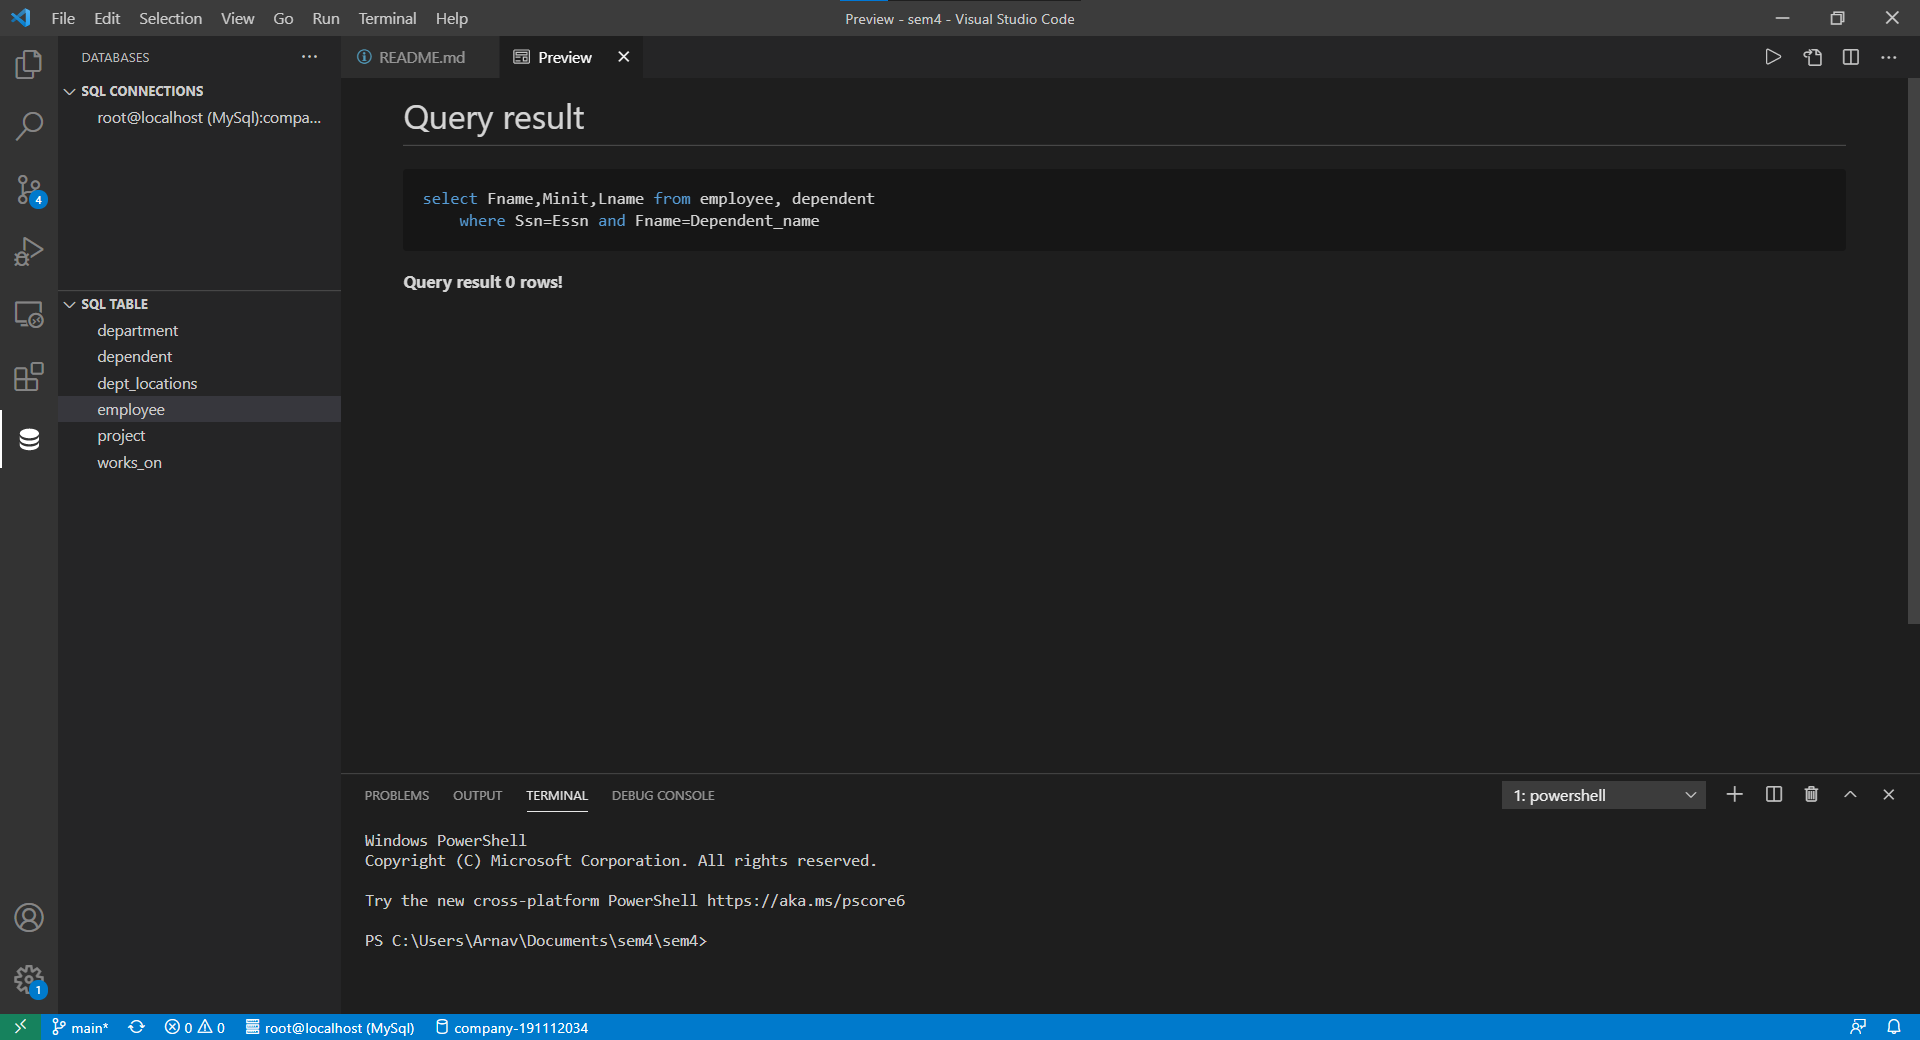 File Edit Selection View Go Run Terminal Help
Preview - sem4 - Visual Studio Code
DATABASES
SQL CONNECTIONS
root@localhost (MySql):compa...
4
SQL TABLE
department
dependent
dept_locations
employee
project
works_on
README.md
Preview
Query result
select Fname,Minit,Lname from employee, dependent
where Ssn=Essn and Fname=Dependent_name
Query result 0 rows!
PROBLEMS OUTPUT TERMINAL DEBUG CONSOLE
1: powershell
Windows PowerShell
Copyright (C) Microsoft Corporation. All rights reserved.
Try the new cross-platform PowerShell https://aka.ms/pscore6
PS C:\Users\Arnav\Documents\sem4\sem4>
1
main* 0 0 root@localhost (MySql) company-191112034